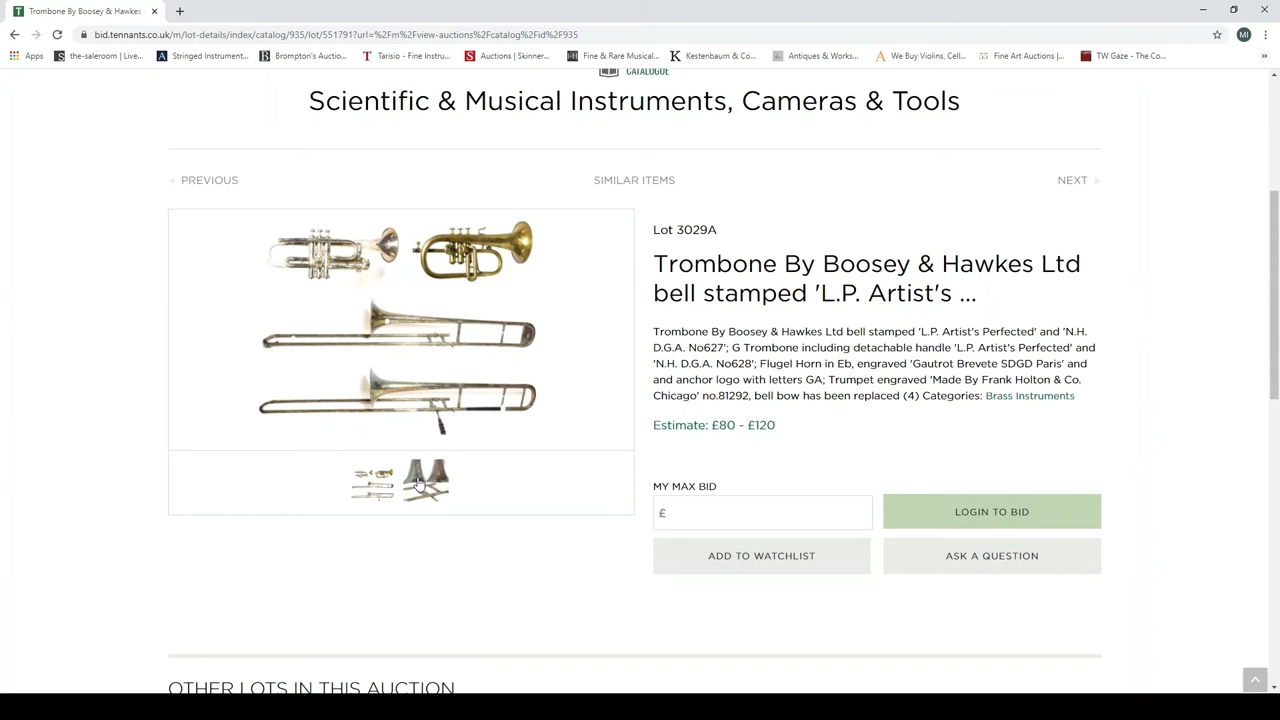 Trombone By Boosey & Hawkes
bid.tennants.co.uk/m/lot-details/index/catalog/935/lot/551791?url=%2Fm%2Fview-auctions%2Fcatalog%2Fid%2F935
MI
Apps
the-saleroom | Live...
Stringed Instrument...
Brompton's Auctio...
Tarisio - Fine Instru...
Auctions | Skinner...
Fine & Rare Musical...
Kestenbaum & Co...
Antiques & Works...
We Buy Violins, Cell...
Fine Art Auctions |...
TW Gaze - The Co...
CATALOGUE
Scientific & Musical Instruments, Cameras & Tools
PREVIOUS
SIMILAR ITEMS
NEXT
Lot 3029A
Trombone By Boosey & Hawkes Ltd
bell stamped 'L.P. Artist's ...
Trombone By Boosey & Hawkes Ltd bell stamped 'L.P. Artist's Perfected' and 'N.H.
D.G.A. No627'; G Trombone including detachable handle 'L.P. Artist's Perfected' and
'N.H. D.G.A. No628'; Flugel Horn in Eb, engraved 'Gautrot Brevete SDGD Paris' and
and anchor logo with letters GA; Trumpet engraved 'Made By Frank Holton & Co.
Chicago' no.81292, bell bow has been replaced (4) Categories: Brass Instruments
Estimate: £80 - £120
MY MAX BID
£
LOGIN TO BID
ADD TO WATCHLIST
ASK A QUESTION
OTHER LOTS IN THIS AUCTION